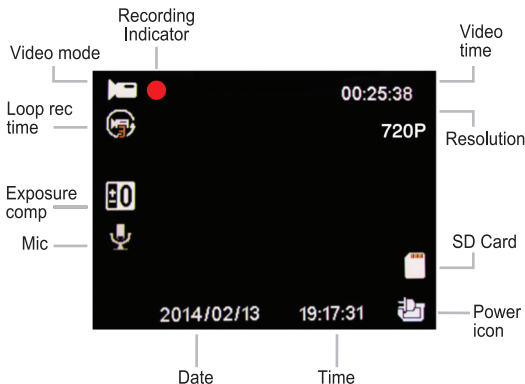 Recording
Indicator
Video mode
Video
time
00:25:38
Loop rec
time
3
720P
Resolution
Exposure
comp
±0
Mic
SD Card
2014/02/13
19:17:31
Power
icon
Date
Time